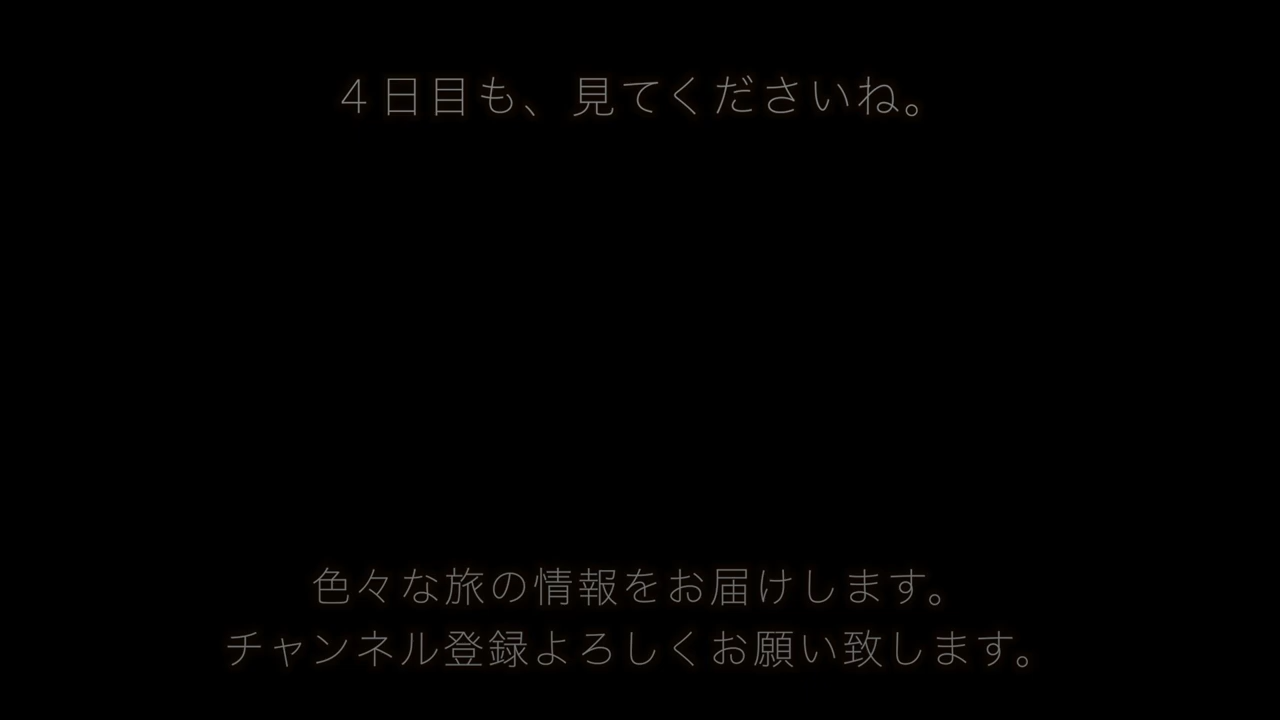 ４日目も、見てくださいね。
色々な旅の情報をお届けします。
チャンネル登録よろしくお願い致します。